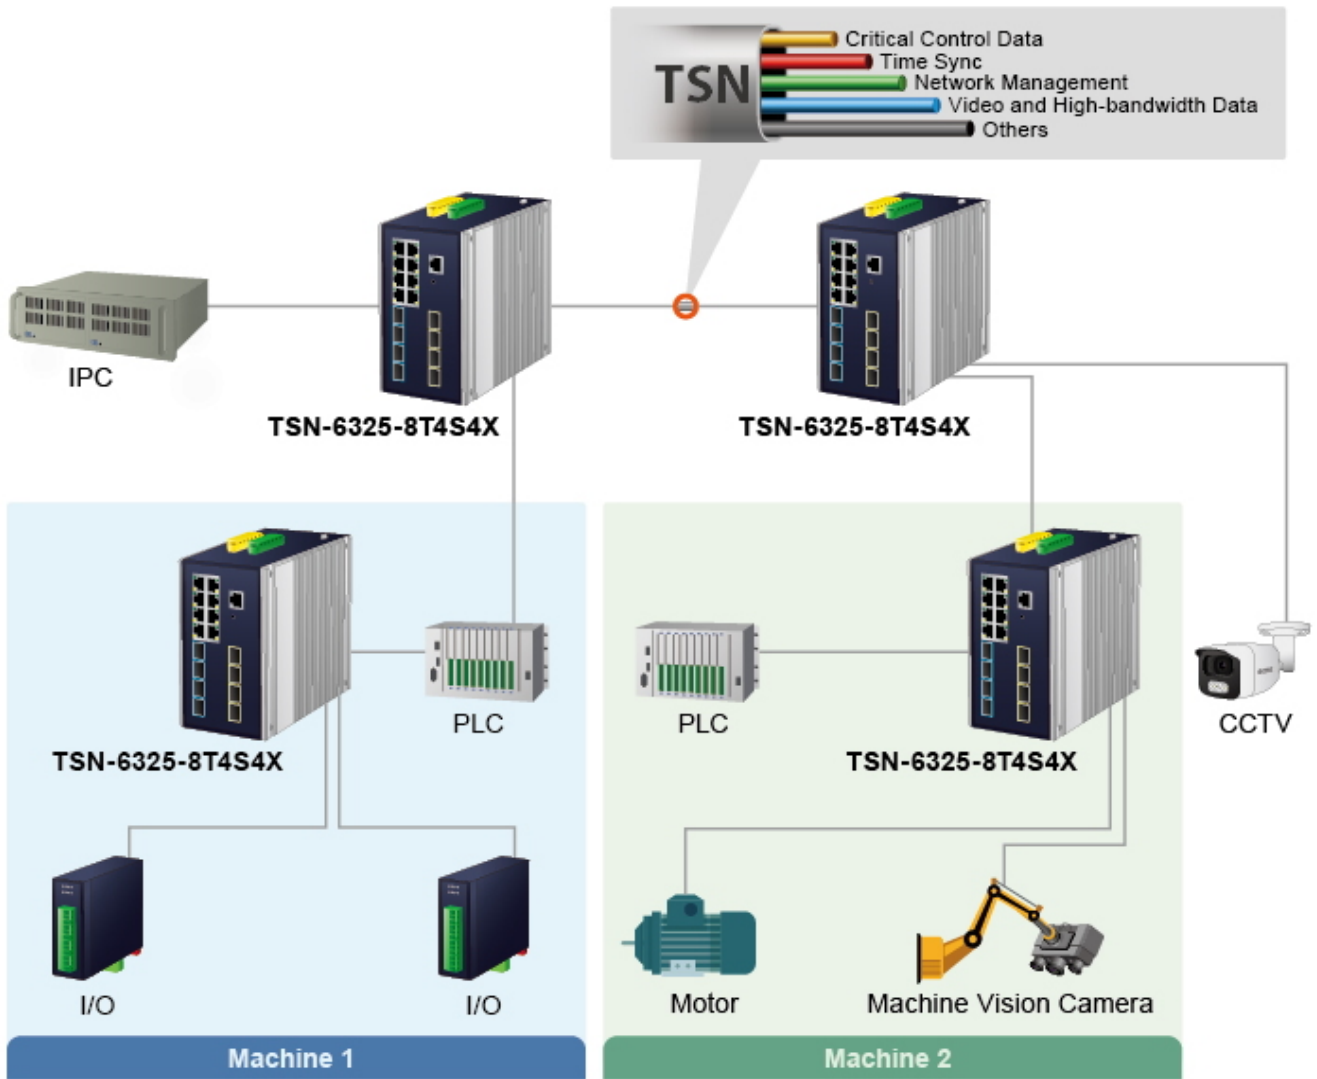 TSN
Critical Control Data
Time Sync
Network Management
Video and High-bandwidth Data
Others
IPC
TSN-6325-8T4S4X
TSN-6325-8T4S4X
PLC
PLC
CCTV
TSN-6325-8T4S4X
TSN-6325-8T4S4X
I/O
I/O
Motor
Machine Vision Camera
Machine 1
Machine 2